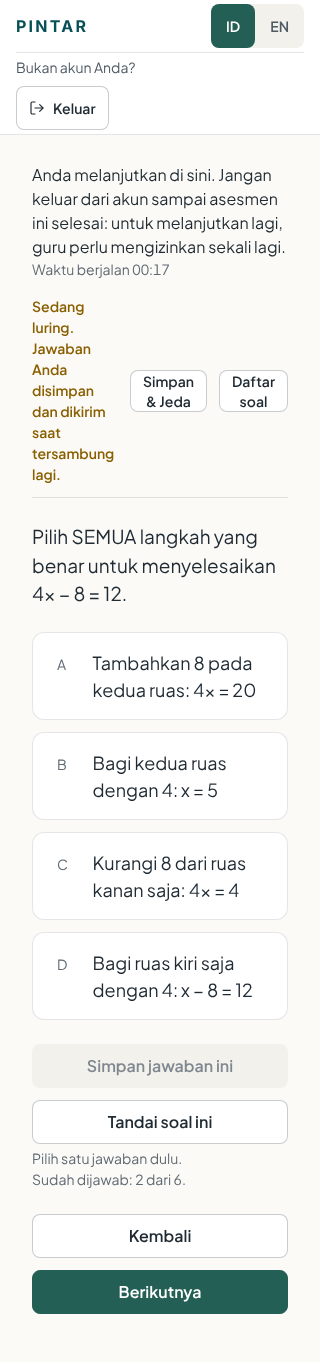 PINTAR
ID
EN
Bukan akun Anda?
Keluar
Anda melanjutkan di sini. Jangan
keluar dari akun sampai asesmen
ini selesai: untuk melanjutkan lagi,
guru perlu mengizinkan sekali lagi.
Waktu berjalan 00:17
Sedang
luring.
Jawaban
Anda
disimpan
dan dikirim
saat
tersambung
lagi.
Simpan
& Jeda
Daftar
soal
Pilih SEMUA langkah yang
benar untuk menyelesaikan
4x − 8 = 12.
A
Tambahkan 8 pada
kedua ruas: 4x = 20
B
Bagi kedua ruas
dengan 4: x = 5
C
Kurangi 8 dari ruas
kanan saja: 4x = 4
D
Bagi ruas kiri saja
dengan 4: x − 8 = 12
Simpan jawaban ini
Tandai soal ini
Pilih satu jawaban dulu.
Sudah dijawab: 2 dari 6.
Kembali
Berikutnya